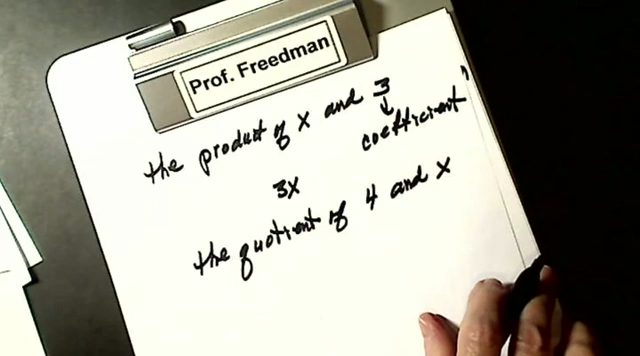 Prof. Freedman
the product of x and 3
coefficient"
3x
the quotient of 4 and x